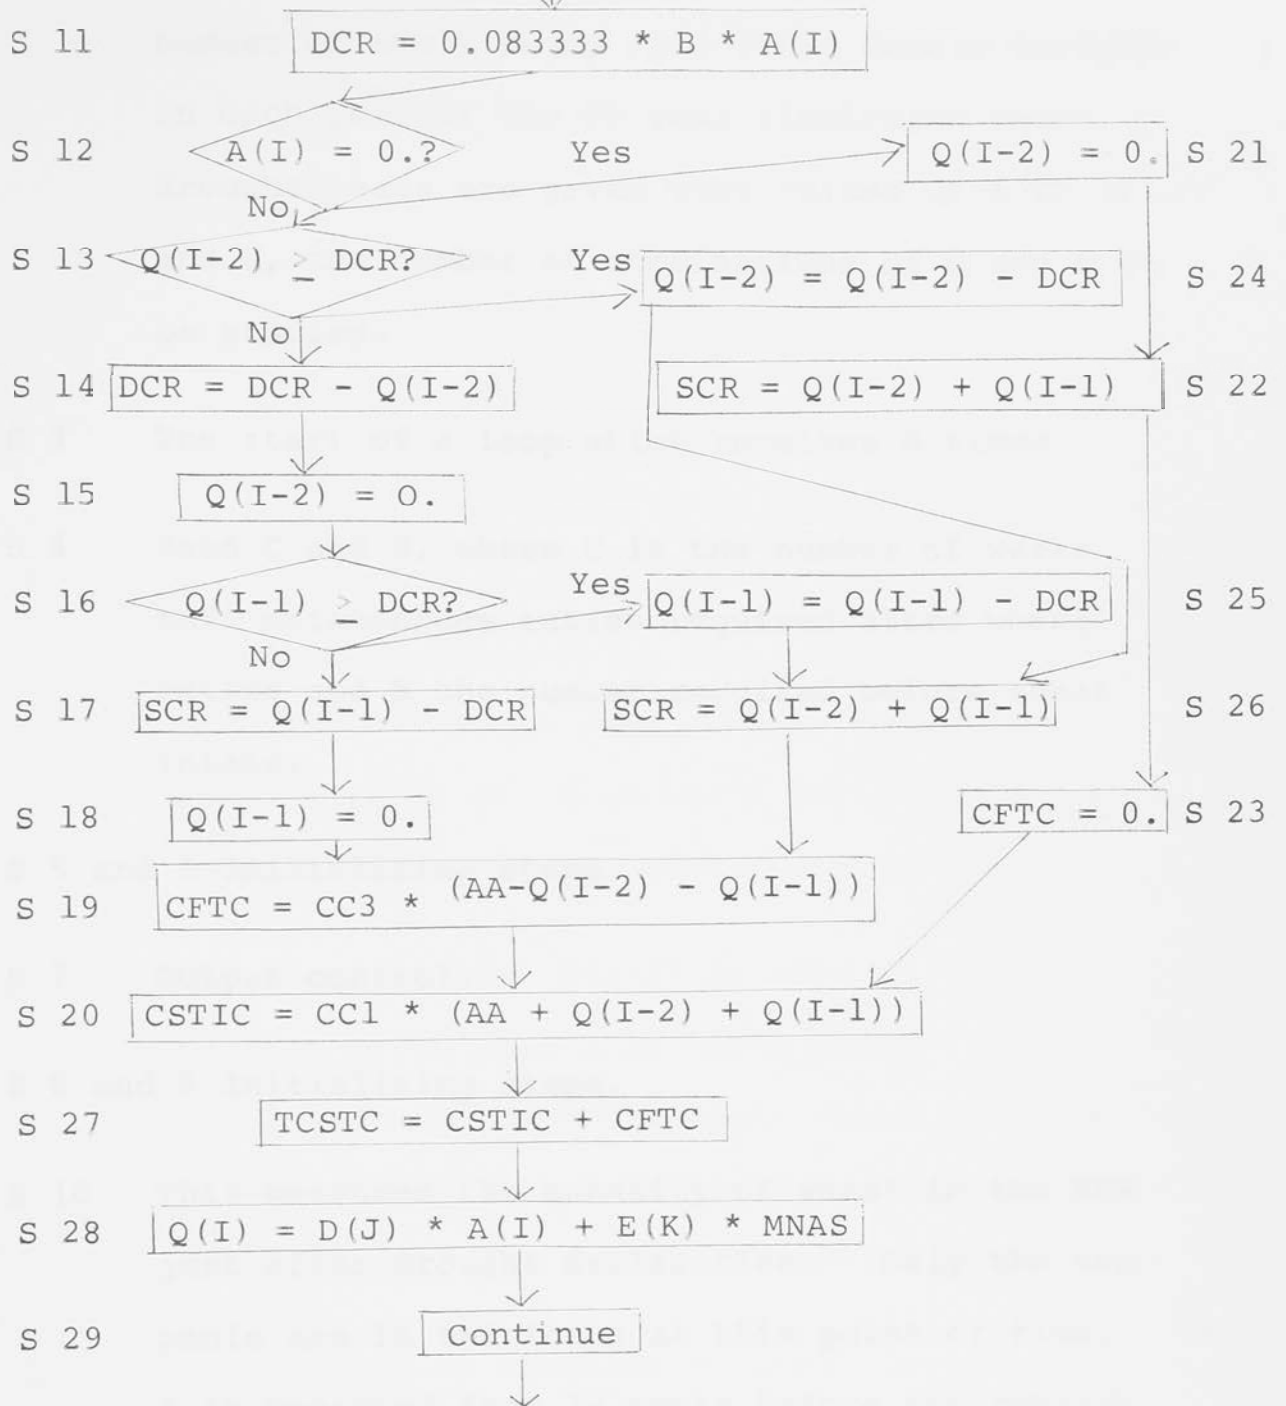 S 11 DCR = 0.083333 * B * A(I)
S 12 A(I) = 0.? Yes Q(I-2) = 0. S 21
No
S 13 Q(I-2) ≥ DCR? Yes Q(I-2) = Q(I-2) - DCR S 24
No
S 14 DCR = DCR - Q(I-2) SCR = Q(I-2) + Q(I-1) S 22
S 15 Q(I-2) = O.
S 16 Q(I-1) ≥ DCR? Yes Q(I-1) = Q(I-1) - DCR S 25
No
S 17 SCR = Q(I-1) - DCR SCR = Q(I-2) + Q(I-1) S 26
S 18 Q(I-1) = 0. CFTC = 0. S 23
S 19 CFTC = CC3 * (AA-Q(I-2) - Q(I-1))
S 20 CSTIC = CC1 * (AA + Q(I-2) + Q(I-1))
S 27 TCSTC = CSTIC + CFTC
S 28 Q(I) = D(J) * A(I) + E(K) * MNAS
S 29 Continue